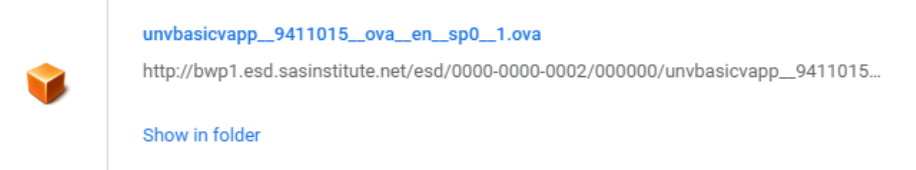 unvbasicvapp__9411015__ova__en__sp0__1.ova
http://bwp1.esd.sasinstitute.net/esd/0000-0000-0002/000000/unvbasicvapp__9411015...
Show in folder